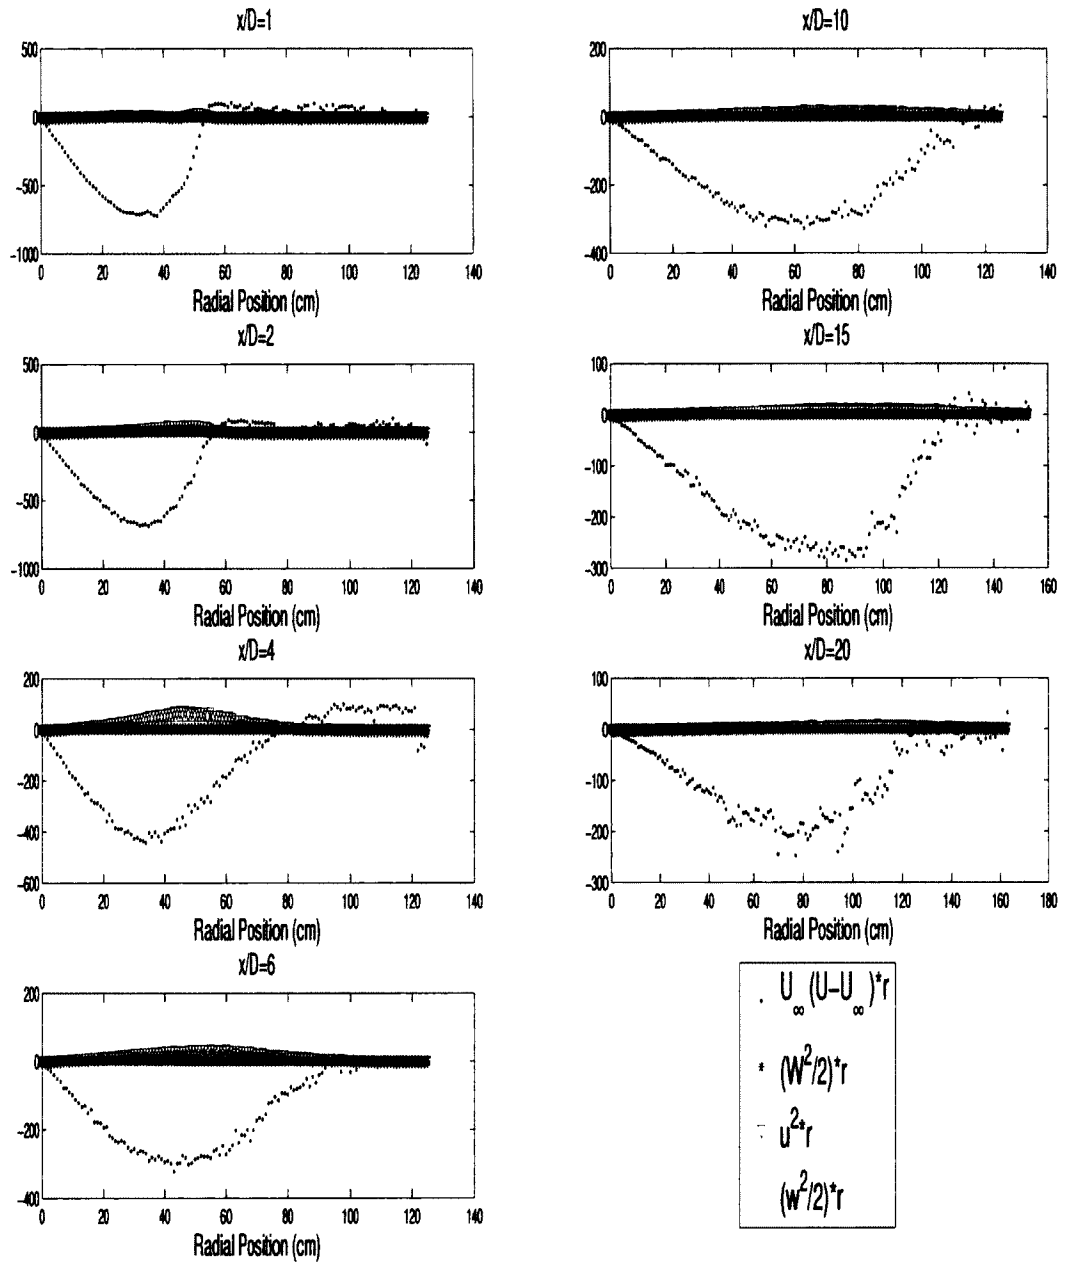 x/D=1
500
0
−500
−1000
0 20 40 60 80 100 120 140
Radial Position (cm)
x/D=2
500
0
−500
−1000
0 20 40 60 80 100 120 140
Radial Position (cm)
x/D=4
200
0
−200
−400
−600
0 20 40 60 80 100 120 140
Radial Position (cm)
x/D=6
200
0
−200
−400
0 20 40 60 80 100 120 140
Radial Position (cm)
x/D=10
200
0
−200
−400
0 20 40 60 80 100 120 140
Radial Position (cm)
x/D=15
100
0
−100
−200
−300
0 20 40 60 80 100 120 140 160
Radial Position (cm)
x/D=20
100
0
−100
−200
−300
0 20 40 60 80 100 120 140 160 180
Radial Position (cm)
. U∞(U−U∞)*r
* (W²/2)*r
u²*r
(w²/2)*r